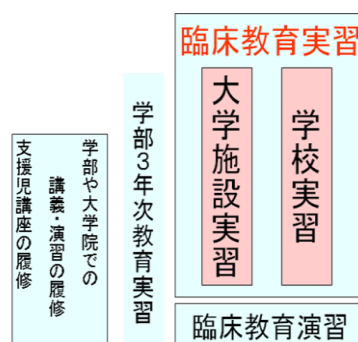 臨床教育実習
大学施設実習
学校実習
臨床教育演習
学部３年次教育実習
学部や大学院での
講義・演習の履修
支援児講座の履修